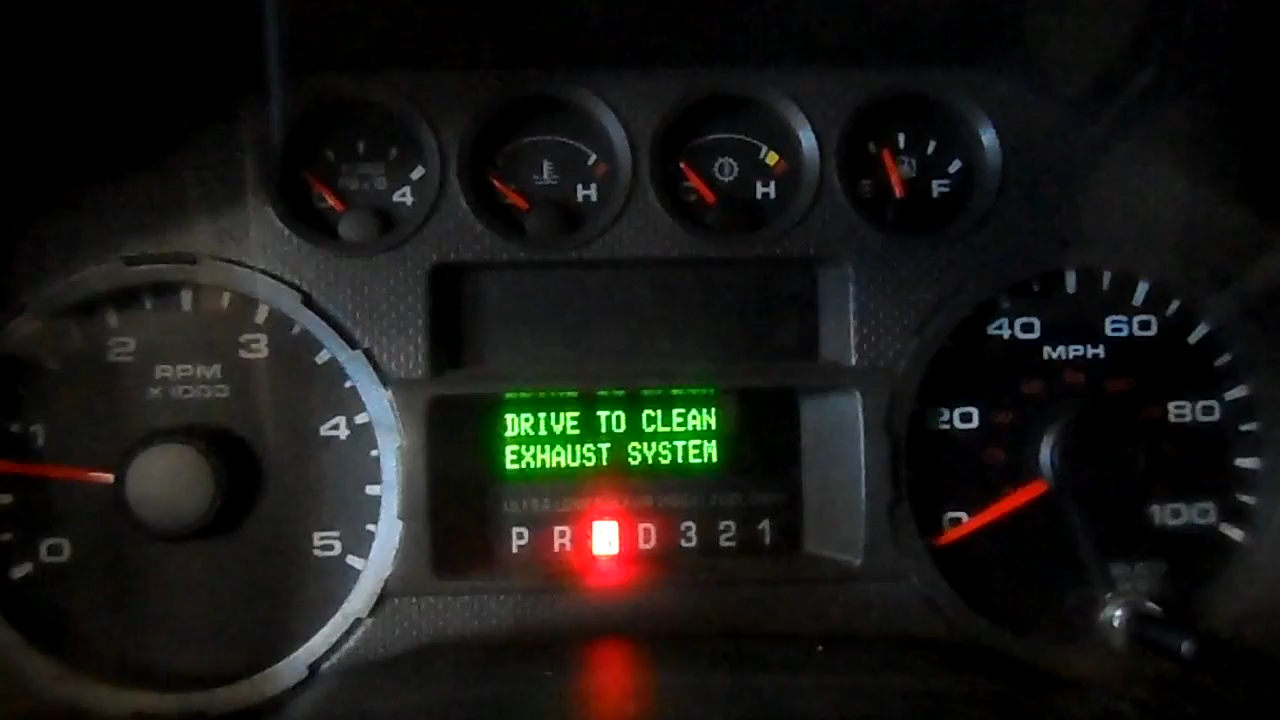 4
H
H
F
2
3
RPM
X1000
1
4
0
5
DRIVE TO CLEAN
EXHAUST SYSTEM
P R N D 3 2 1
40 60
MPH
20
80
0
100